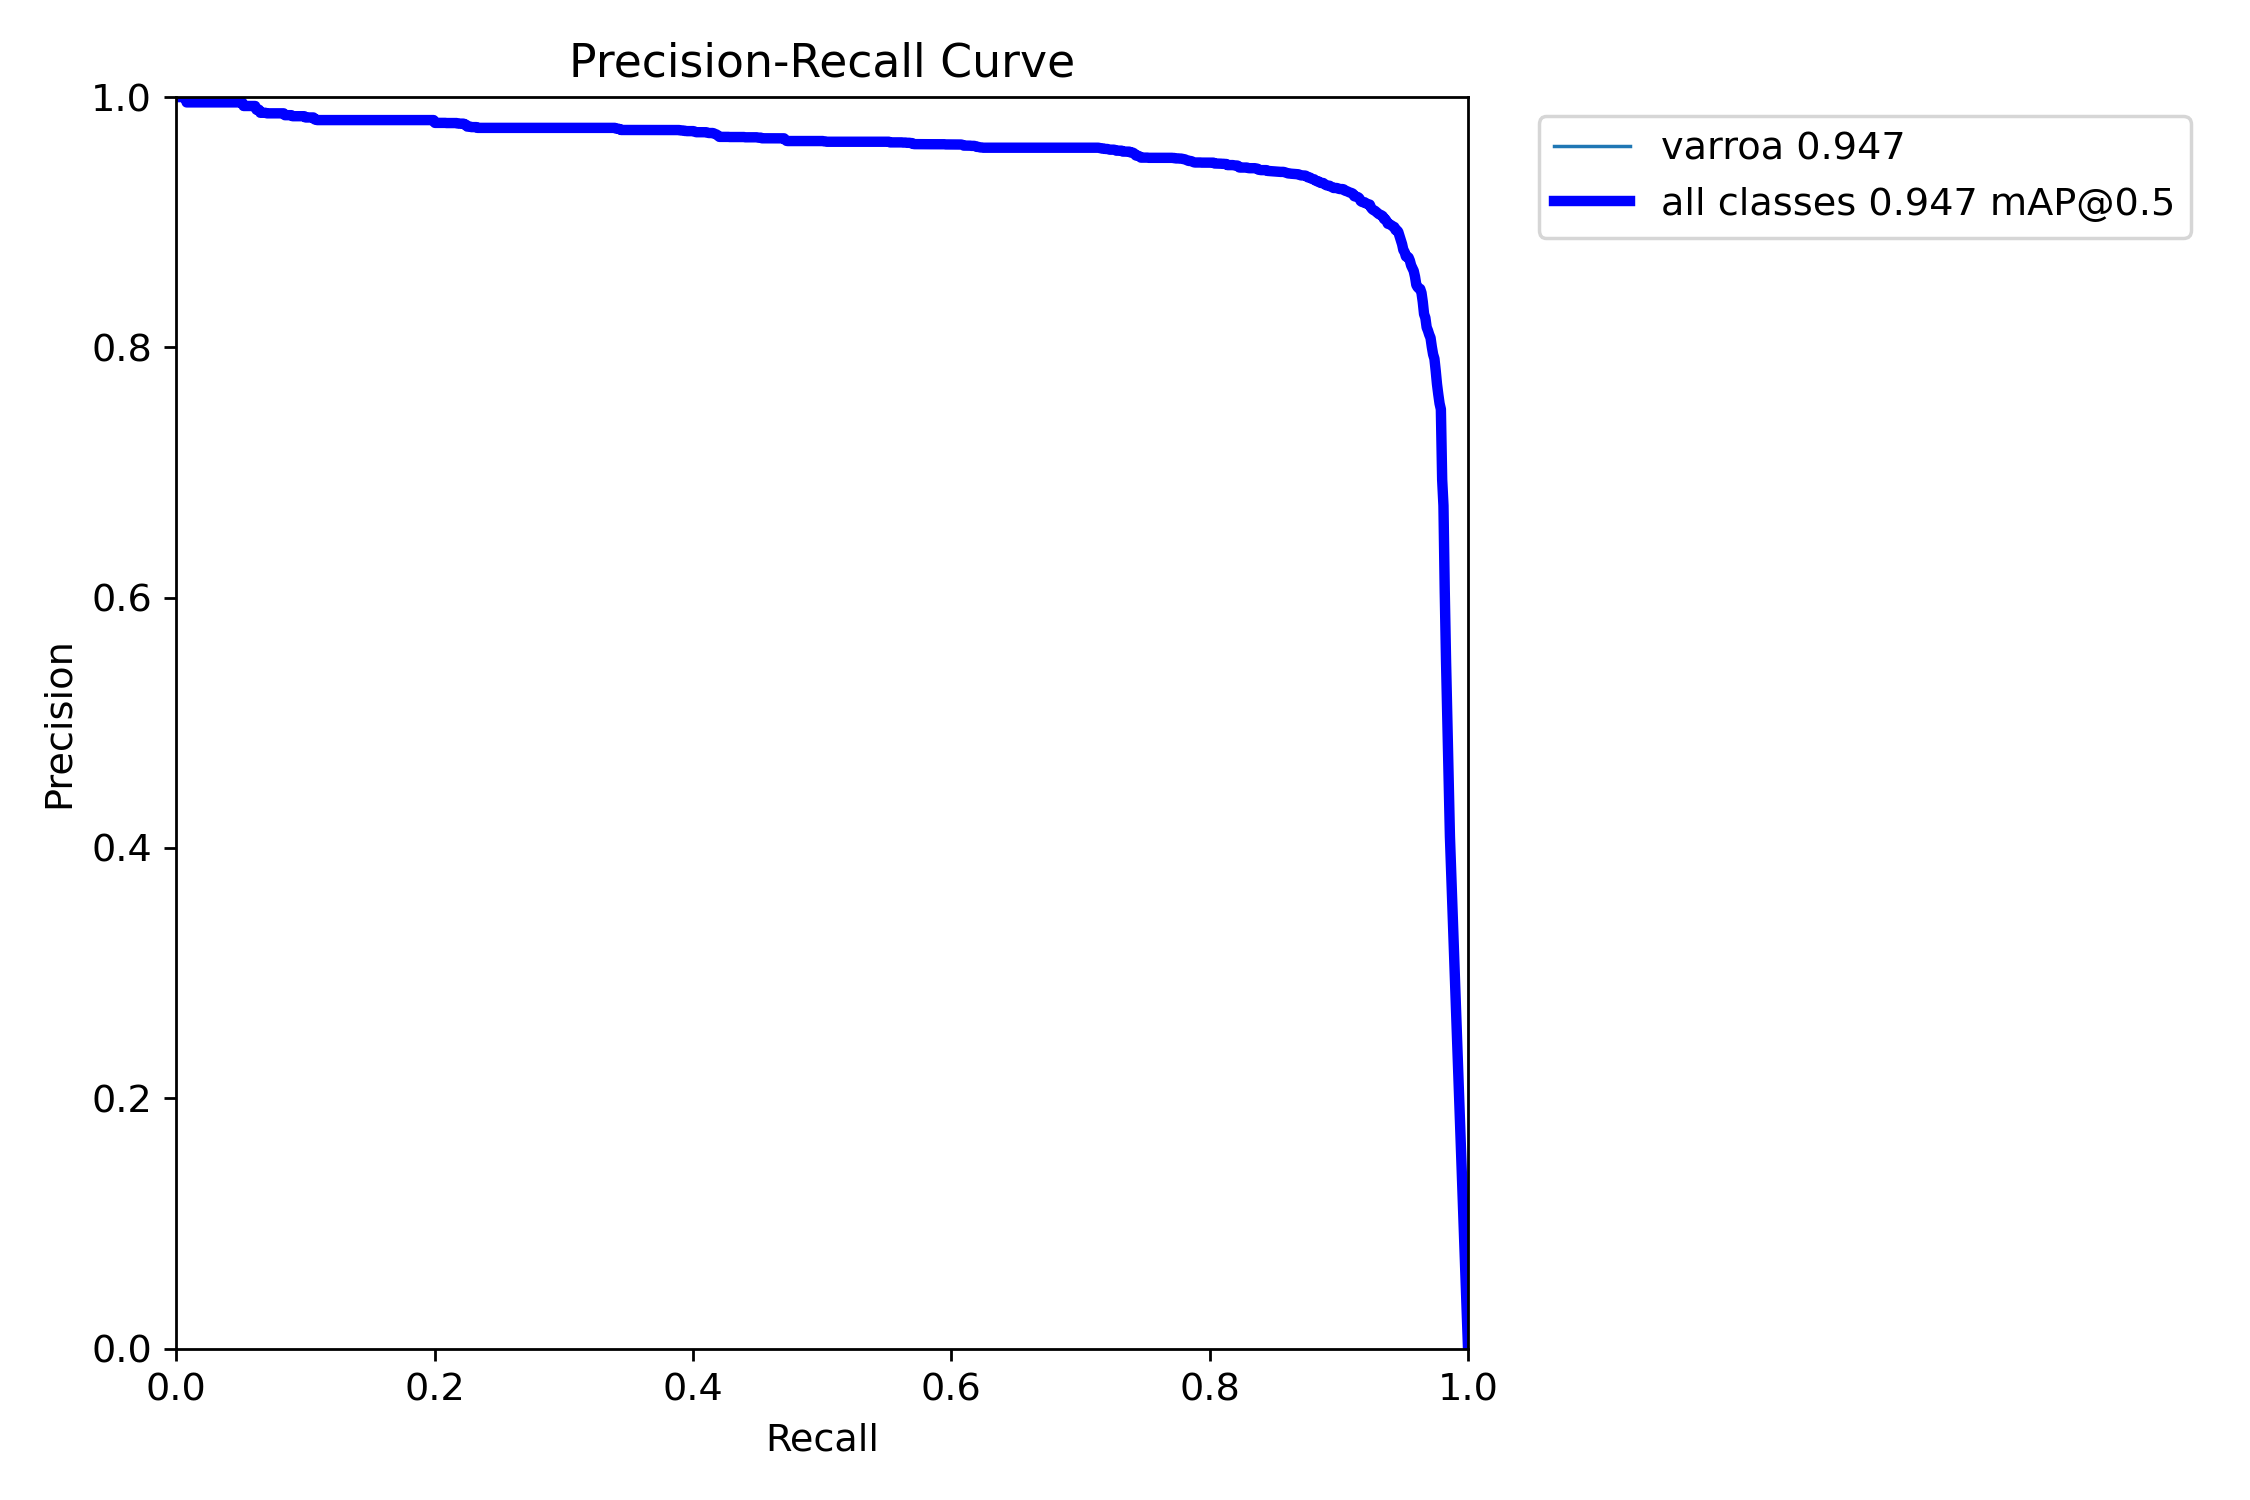 Precision-Recall Curve
varroa 0.947
all classes 0.947 mAP@0.5
1.0
0.8
0.6
0.4
0.2
0.0
Precision
0.0 0.2 0.4 0.6 0.8 1.0
Recall